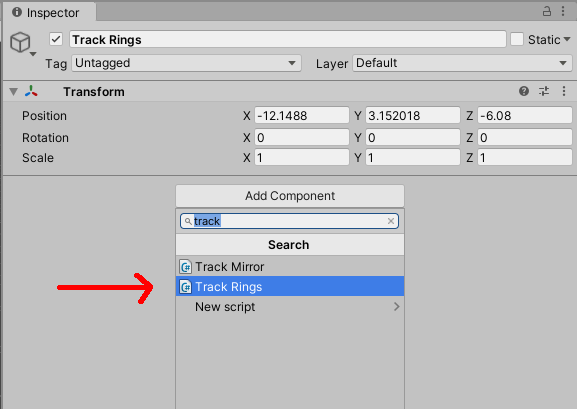 Inspector
Track Rings Static
Tag Untagged Layer Default
Transform
Position X -12.1488 Y 3.152018 Z -6.08
Rotation X 0 Y 0 Z 0
Scale X 1 Y 1 Z 1
Add Component
track
Search
Track Mirror
Track Rings
New script